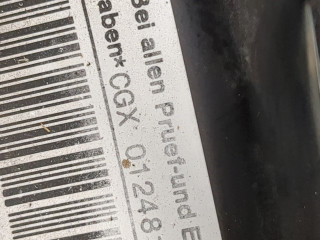 Bei allen Pruef-und E
aben* CGX 01248